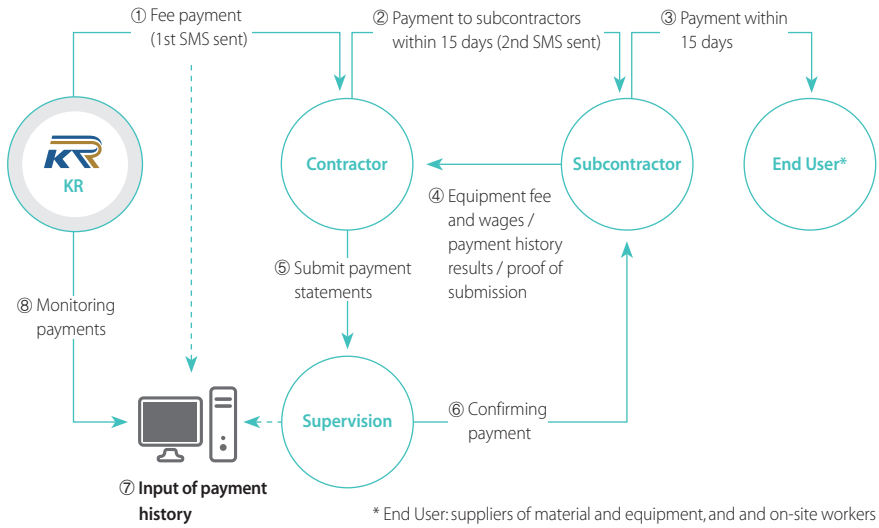 ① Fee payment
(1st SMS sent)
② Payment to subcontractors
within 15 days (2nd SMS sent)
③ Payment within
15 days
KR
KR
Contractor
Subcontractor
End User*
④ Equipment fee
and wages /
payment history
results / proof of
submission
⑤ Submit payment
statements
⑧ Monitoring
payments
Supervision
⑥ Confirming
payment
⑦ Input of payment
history
* End User: suppliers of material and equipment, and and on-site workers